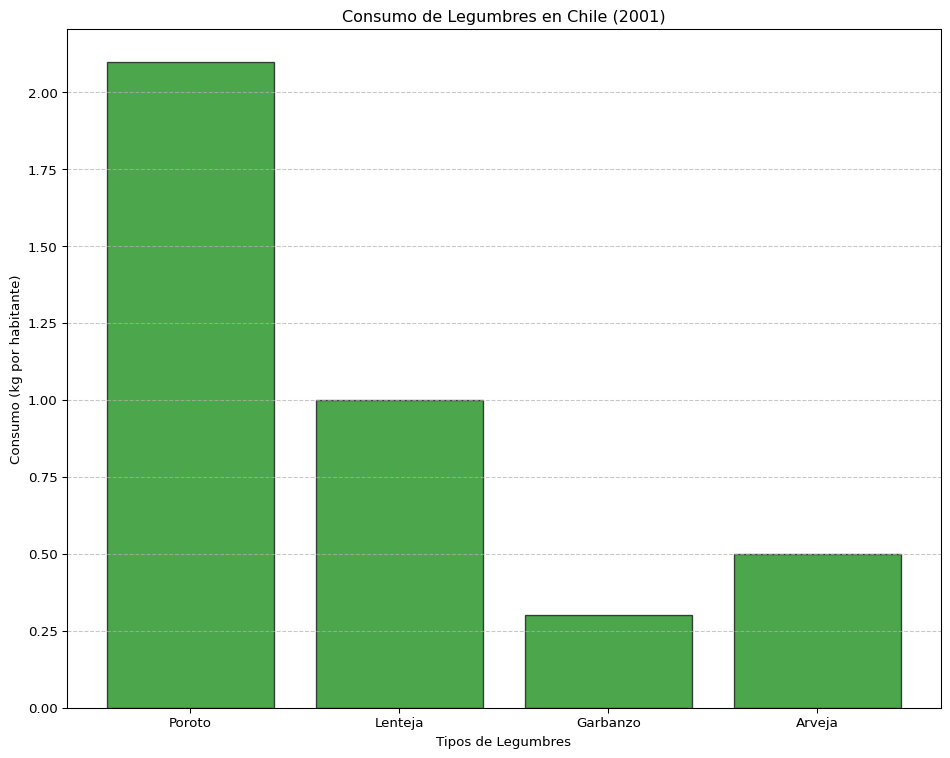 Consumo de Legumbres en Chile (2001)
Consumo (kg por habitante)
2.00
1.75
1.50
1.25
1.00
0.75
0.50
0.25
0.00
Poroto Lenteja Garbanzo Arveja
Tipos de Legumbres